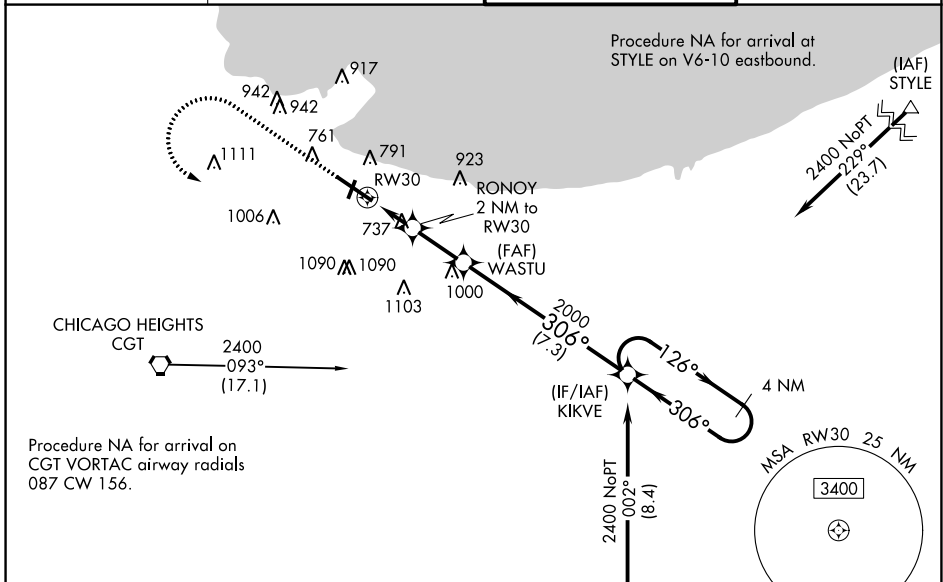 Procedure NA for arrival at
STYLE on V6-10 eastbound.
(IAF)
STYLE
2400 NoPT
229°
(23.7)
917
942
942
761
1111
791
RW30
923
RONOY
2 NM to
RW30
1006
737
(FAF)
WASTU
1090
1090
1000
1103
CHICAGO HEIGHTS
CGT
2400
093°
(17.1)
2000
306°
(7.3)
126°
4 NM
306°
(IF/IAF)
KIKVE
Procedure NA for arrival on
CGT VORTAC airway radials
087 CW 156.
2400 NoPT
002°
(8.4)
MSA RW30 25 NM
3400